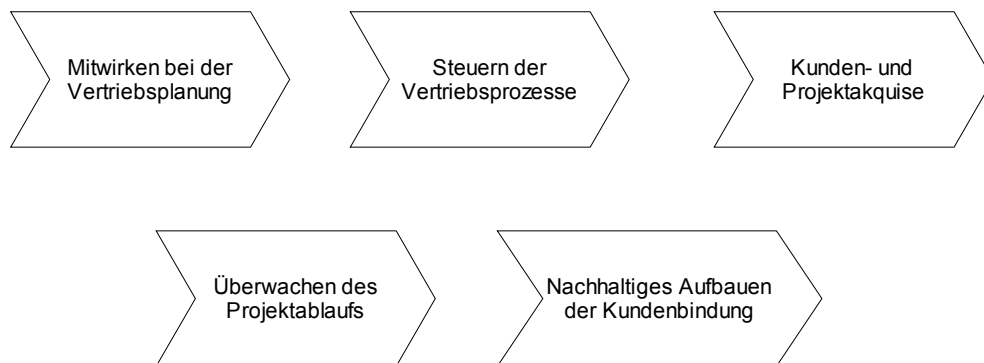 Mitwirken bei der
Vertriebsplanung
Steuern der
Vertriebsprozesse
Kunden- und
Projektakquise
Überwachen des
Projektablaufs
Nachhaltiges Aufbauen
der Kundenbindung